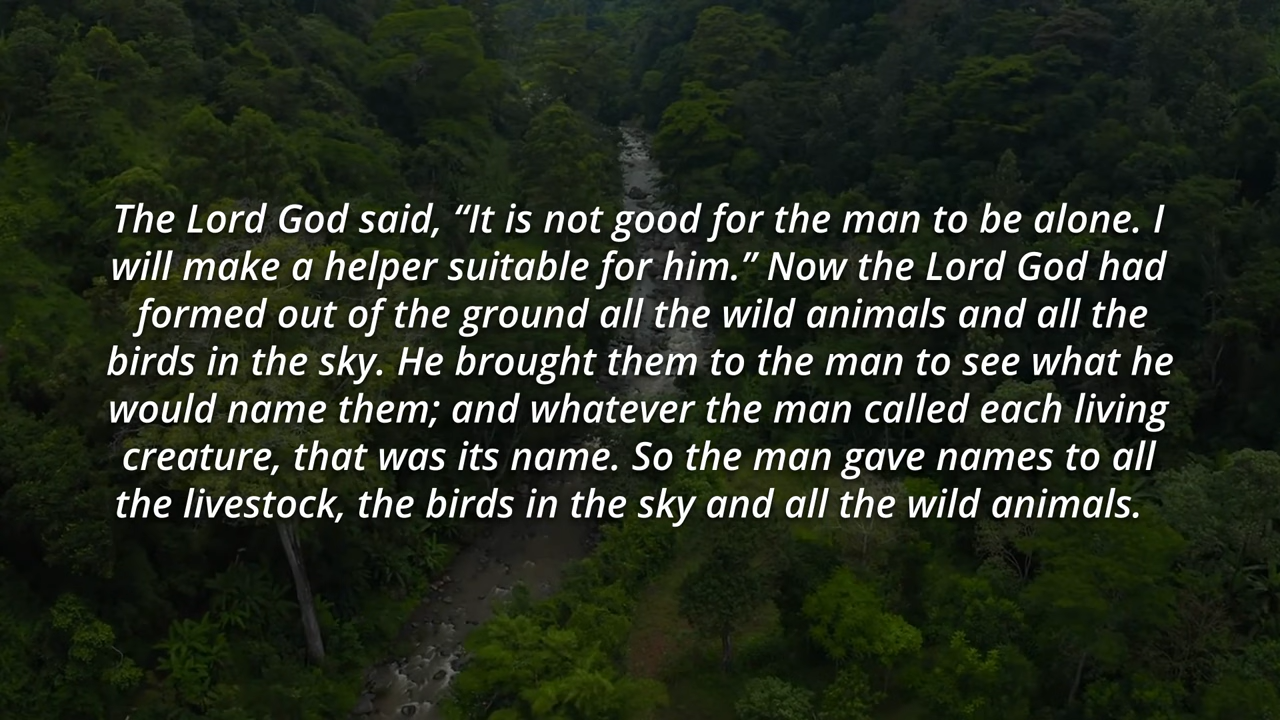 The Lord God said, “It is not good for the man to be alone. I
will make a helper suitable for him.” Now the Lord God had
formed out of the ground all the wild animals and all the
birds in the sky. He brought them to the man to see what he
would name them; and whatever the man called each living
creature, that was its name. So the man gave names to all
the livestock, the birds in the sky and all the wild animals.